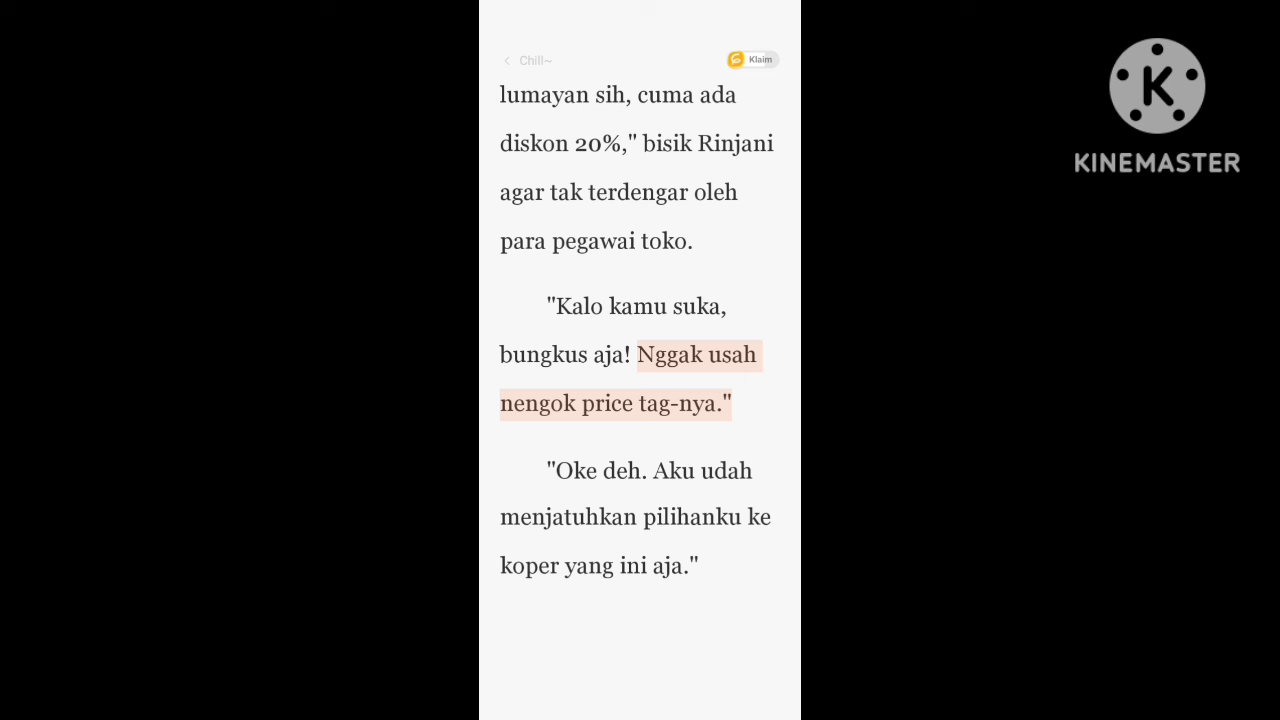 Chill~
Klaim
KINEMASTER
lumayan sih, cuma ada
diskon 20%," bisik Rinjani
agar tak terdengar oleh
para pegawai toko.
"Kalo kamu suka,
bungkus aja! Nggak usah
nengok price tag-nya."
"Oke deh. Aku udah
menjatuhkan pilihanku ke
koper yang ini aja."